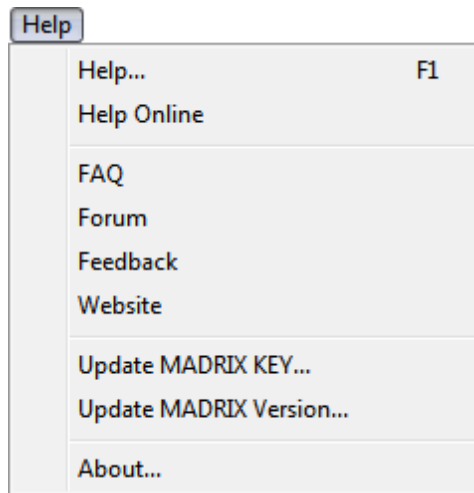 Help
Help... F1
Help Online
FAQ
Forum
Feedback
Website
Update MADRIX KEY...
Update MADRIX Version...
About...